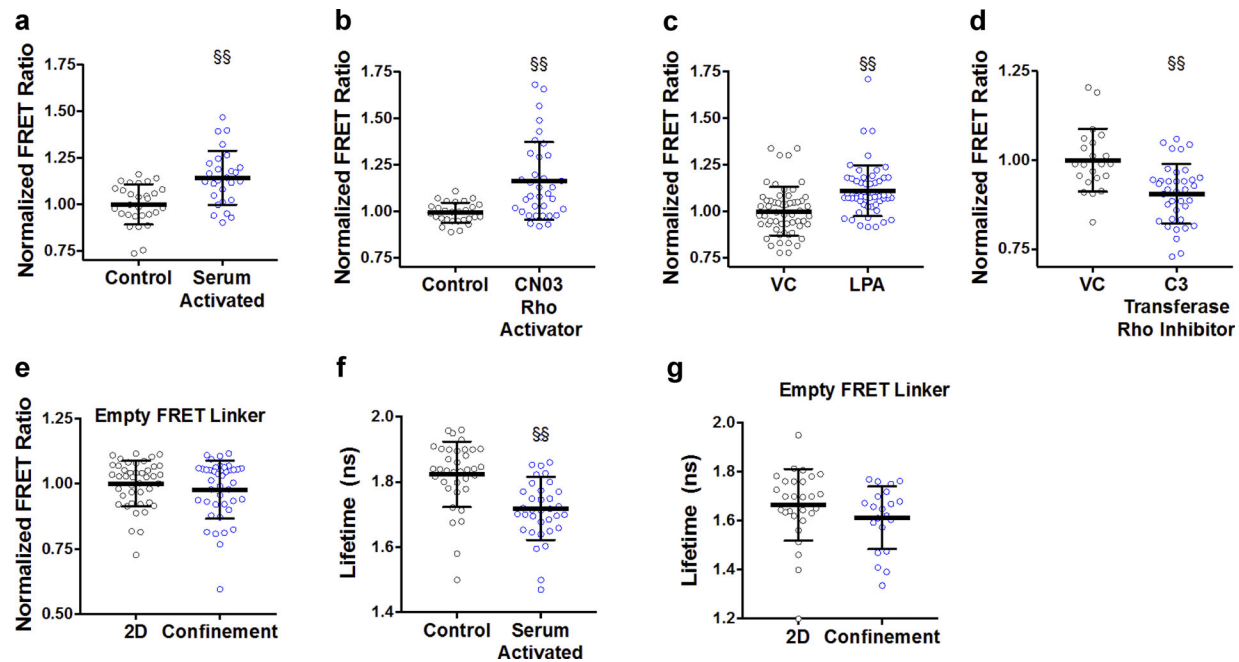 a
Normalized FRET Ratio
1.75
1.50
1.25
1.00
0.75
§§
Control
Serum
Activated
b
Normalized FRET Ratio
1.75
1.50
1.25
1.00
0.75
§§
Control
CN03
Rho
Activator
c
Normalized FRET Ratio
1.75
1.50
1.25
1.00
0.75
§§
VC
LPA
d
Normalized FRET Ratio
1.25
1.00
0.75
§§
VC
C3
Transferase
Rho Inhibitor
e
Normalized FRET Ratio
Empty FRET Linker
1.25
1.00
0.75
0.50
2D
Confinement
f
Lifetime (ns)
2.0
1.8
1.6
1.4
§§
Control
Serum
Activated
g
Empty FRET Linker
Lifetime (ns)
2.0
1.8
1.6
1.4
1.2
2D
Confinement